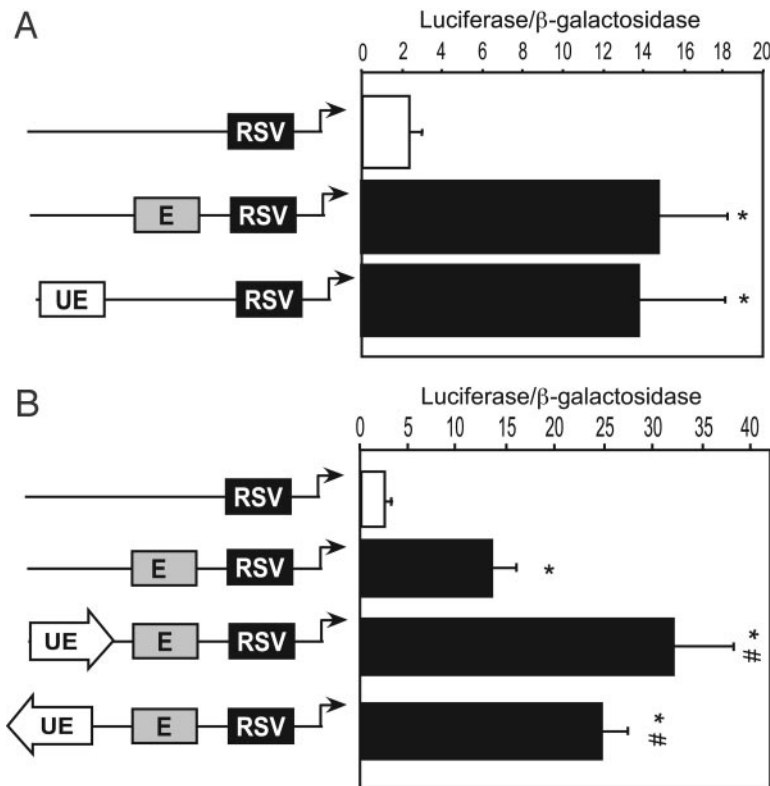 A
Luciferase/β-galactosidase
0 2 4 6 8 10 12 14 16 18 20
RSV
E RSV *
UE RSV *
B
Luciferase/β-galactosidase
0 5 10 15 20 25 30 35 40
RSV
E RSV *
UE E RSV # *
UE E RSV # *